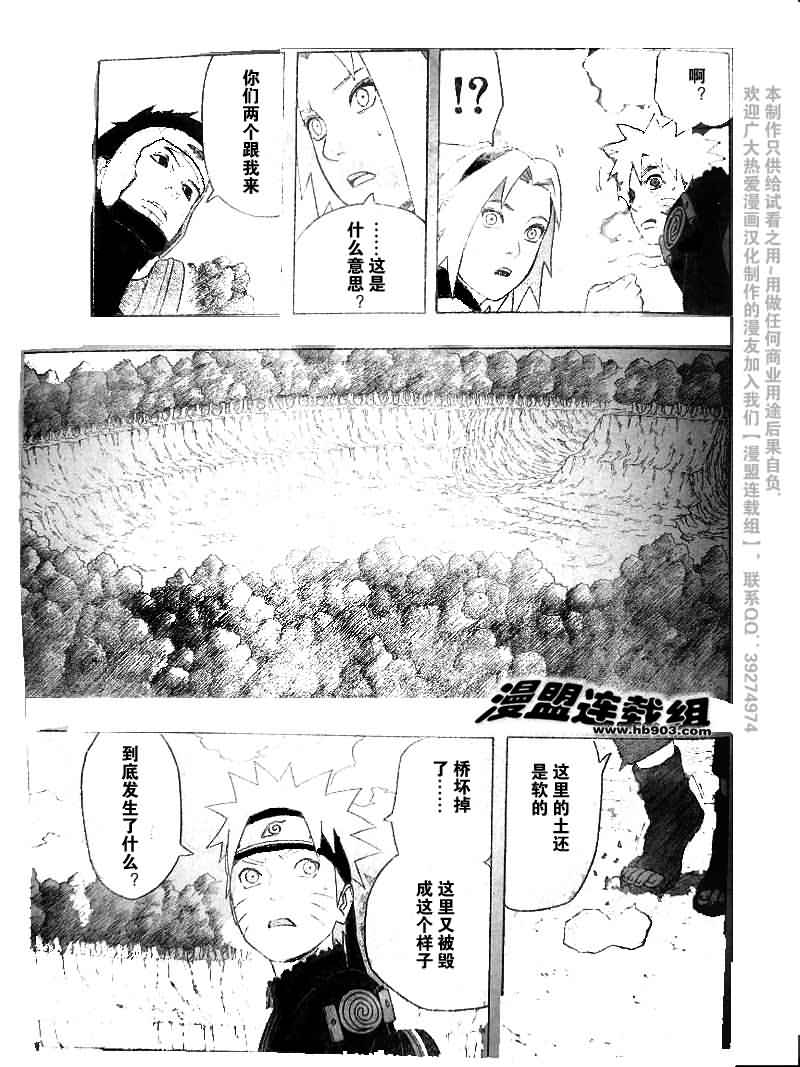 啊?
!?
……这是
什么意思?
你们两个跟我来
这里的土还
是软的
桥坏掉
了……
这里又被毁
成这个样子
到底发生了什么?
漫盟连载组
www.hb903.com
本制作只供给试看之用-用做任何商业用途后果自负.
欢迎广大热爱漫画汉化制作的漫友加入我们【漫盟连载组】,联系QQ:39274974